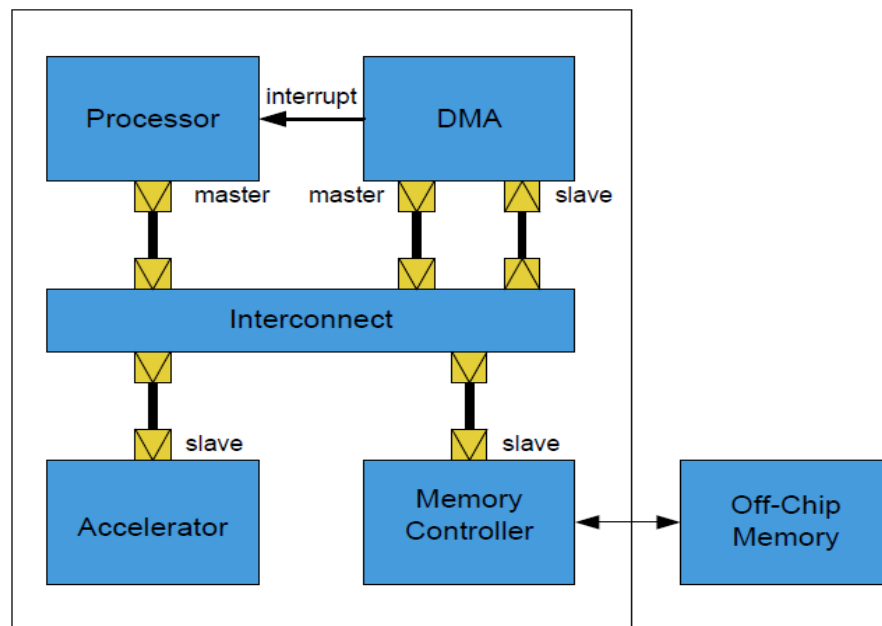 Processor
interrupt
DMA
master
master
slave
Interconnect
slave
slave
Accelerator
Memory
Controller
Off-Chip
Memory